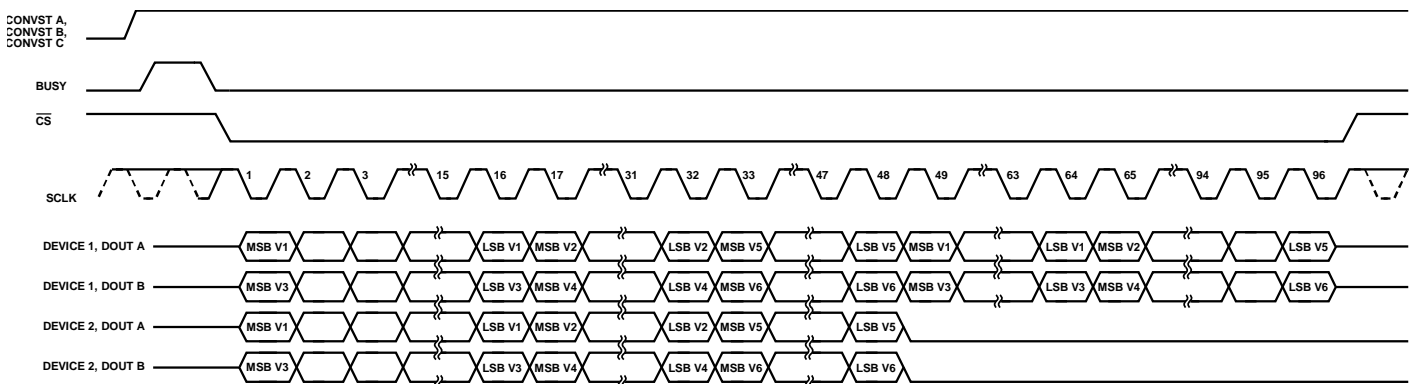 CONVST A,
CONVST B,
CONVST C
BUSY
CS
SCLK
1 2 3 15 16 17 31 32 33 47 48 49 63 64 65 94 95 96
DEVICE 1, DOUT A MSB V1 LSB V1 MSB V2 LSB V2 MSB V5 LSB V5 MSB V1 LSB V1 MSB V2 LSB V5
DEVICE 1, DOUT B MSB V3 LSB V3 MSB V4 LSB V4 MSB V6 LSB V6 MSB V3 LSB V3 MSB V4 LSB V6
DEVICE 2, DOUT A MSB V1 LSB V1 MSB V2 LSB V2 MSB V5 LSB V5
DEVICE 2, DOUT B MSB V3 LSB V3 MSB V4 LSB V4 MSB V6 LSB V6